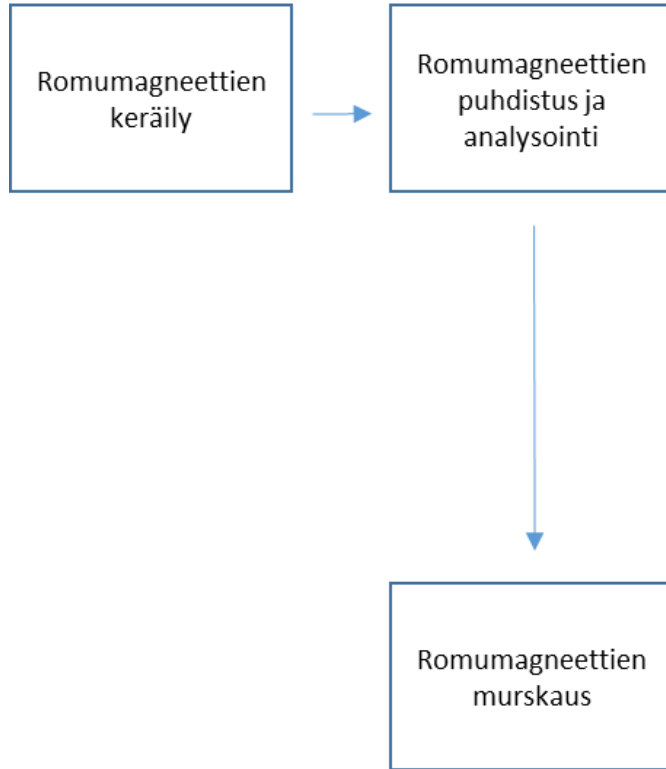 Romumagneettien
keräily
Romumagneettien
puhdistus ja
analysointi
Romumagneettien
murskaus